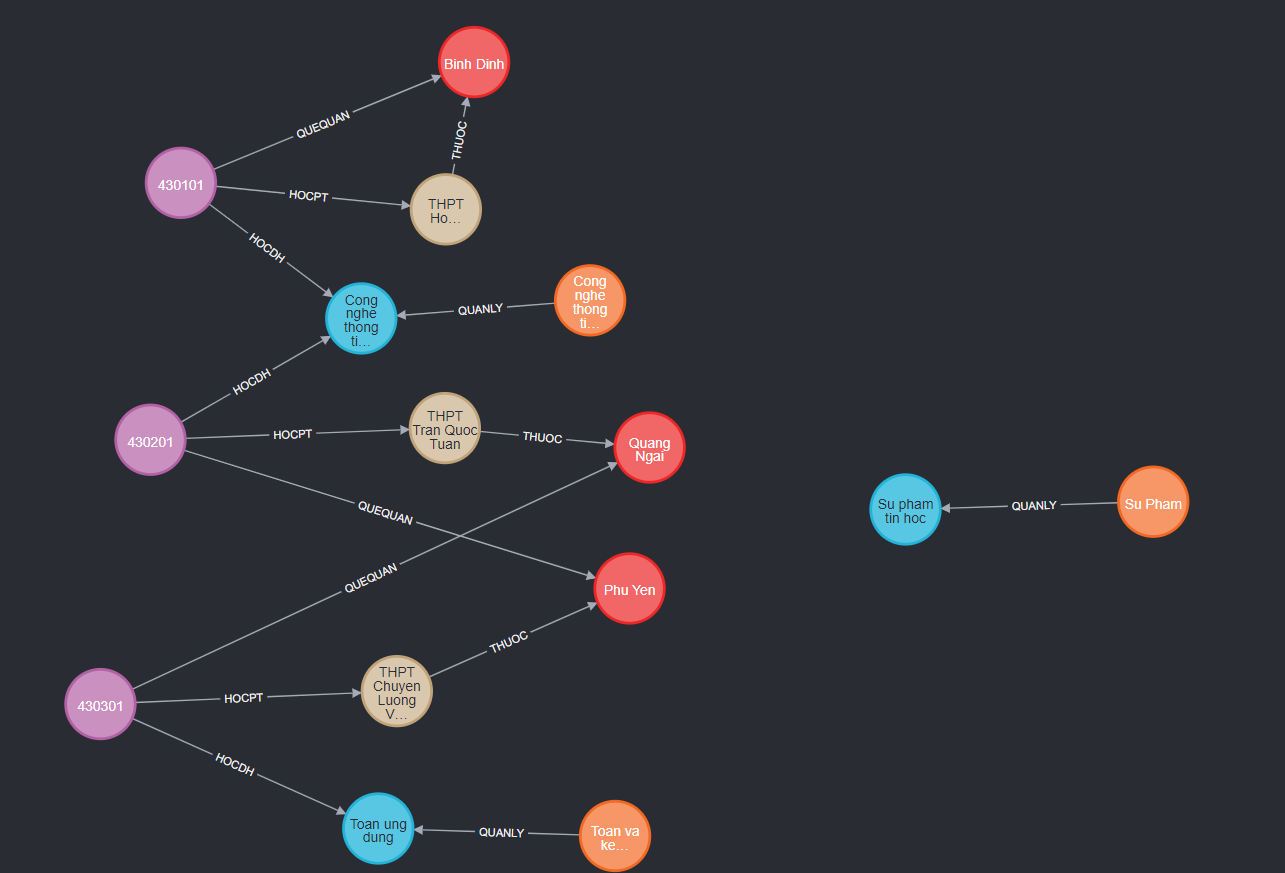 Binh Dinh
QUEQUAN
THUOC
430101
HOCPT
THPT
Ho...
HOCDH
Cong
nghe
thong
ti...
QUANLY
Cong
nghe
thong
ti...
HOCDH
430201
HOCPT
THPT
Tran Quoc
Tuan
THUOC
Quang
Ngai
QUEQUAN
Su pham
tin hoc
QUANLY
Su Pham
QUEQUAN
Phu Yen
THUOC
430301
HOCPT
THPT
Chuyen
Luong
V...
HOCDH
Toan ung
dung
QUANLY
Toan va
ke...